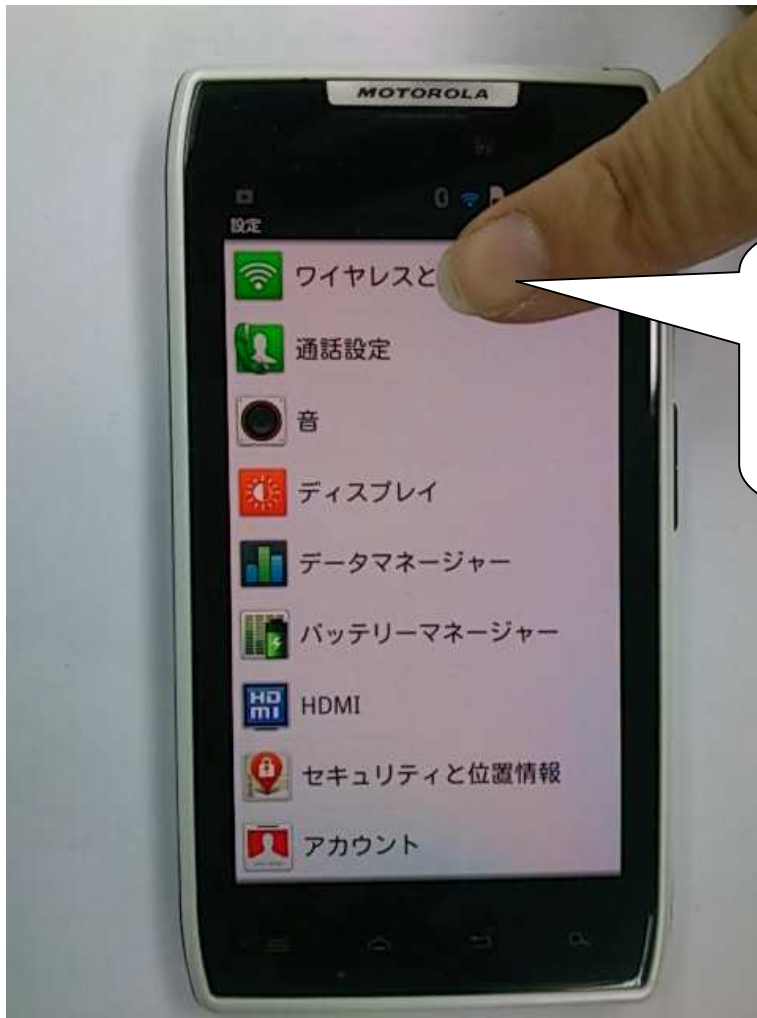 MOTOROLA
設定
ワイヤレスと
通話設定
音
ディスプレイ
データマネージャー
バッテリーマネージャー
HD
mi
HDMI
セキュリティと位置情報
アカウント